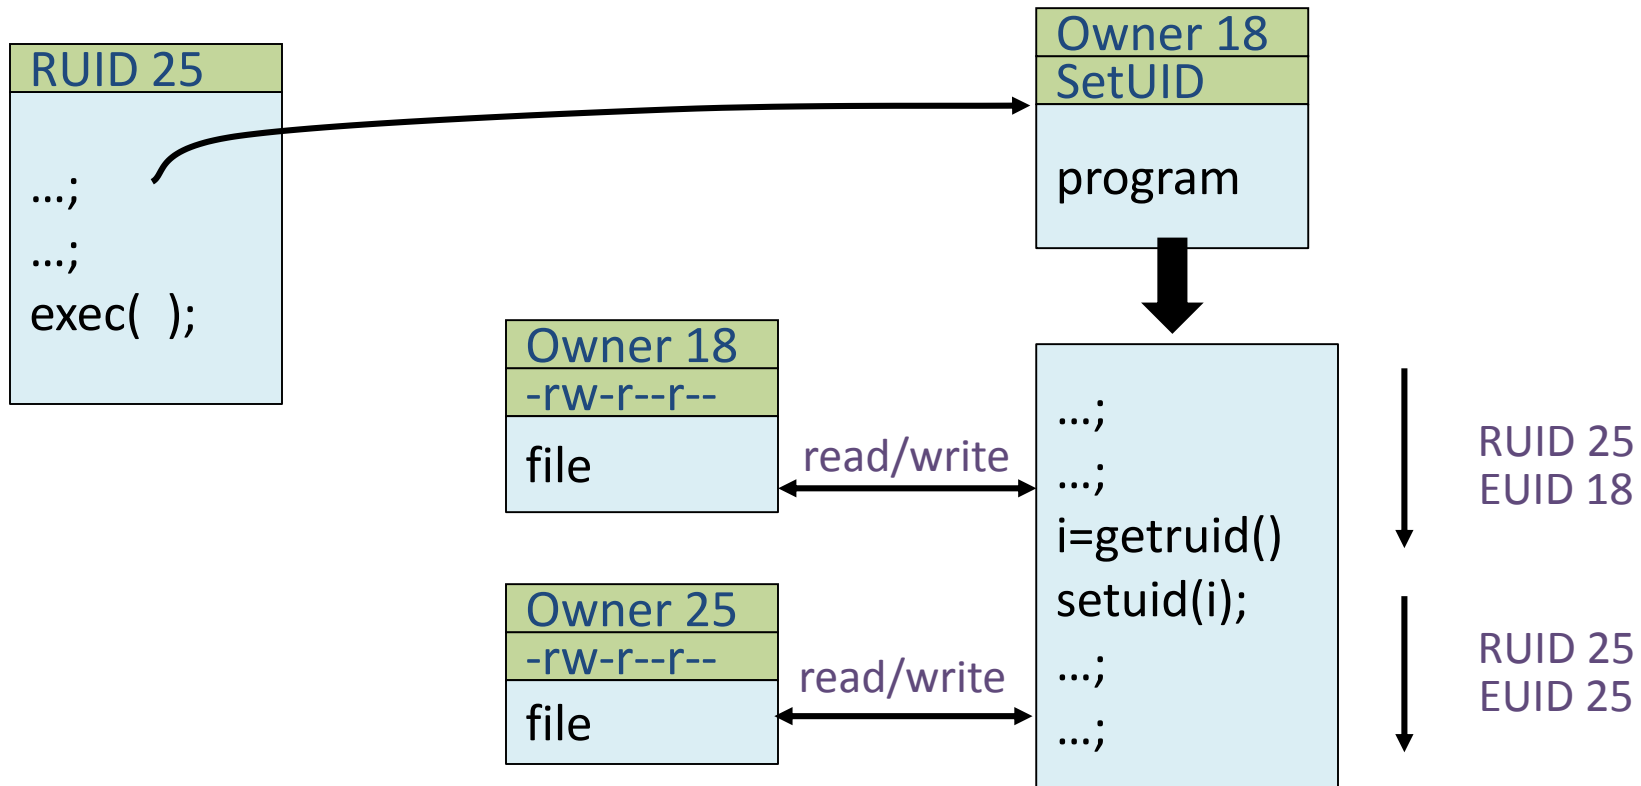 RUID 25
…;
…;
exec(  );
Owner 18
SetUID
program
Owner 18
-rw-r--r--
file
read/write
Owner 25
-rw-r--r--
file
read/write
…;
…;
i=getruid()
setuid(i);
…;
…;
RUID 25
EUID 18
RUID 25
EUID 25